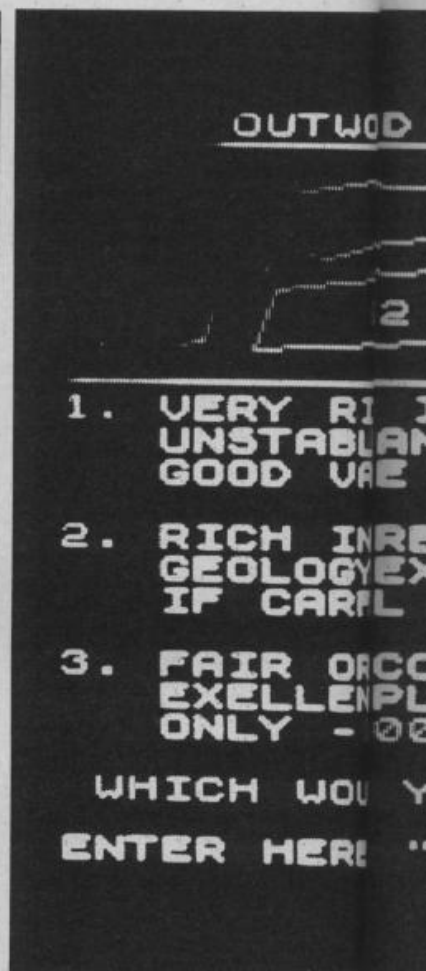 OUTWOD
2
1. VERY RI I
UNSTABLAN
GOOD VAE
2. RICH INRE
GEOLOGYEX
IF CARFL
3. FAIR ORCO
EXELLENPL
ONLY - 00
WHICH WOU Y
ENTER HERE "